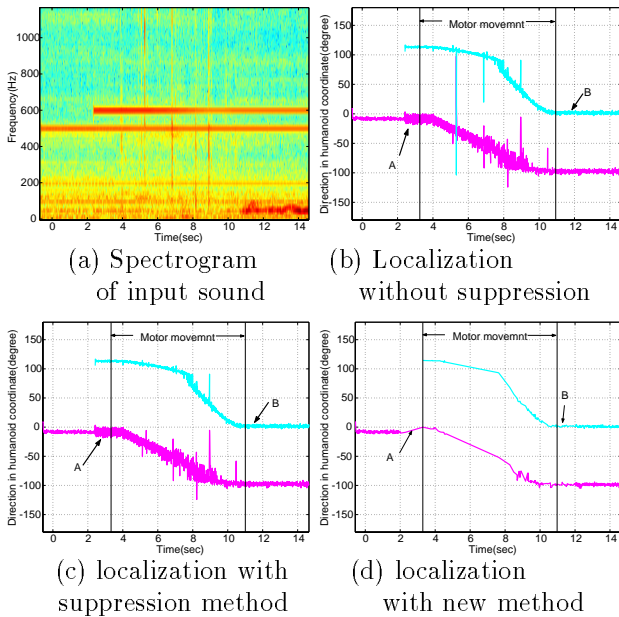 1000
800
600
400
200
0
Frequency(Hz)
0 2 4 6 8 10 12 14
Time(sec)
(a) Spectrogram
of input sound
150
100
50
0
-50
-100
-150
Direction in humanoid coordinate(degree)
Motor movemnt
B
A
0 2 4 6 8 10 12 14
Time(sec)
(b) Localization
without suppression
150
100
50
0
-50
-100
-150
Direction in humanoid coordinate(degree)
Motor movemnt
B
A
0 2 4 6 8 10 12 14
Time(sec)
(c) localization with
suppression method
150
100
50
0
-50
-100
-150
Direction in humanoid coordinate(degree)
Motor movemnt
B
A
0 2 4 6 8 10 12 14
Time(sec)
(d) localization
with new method